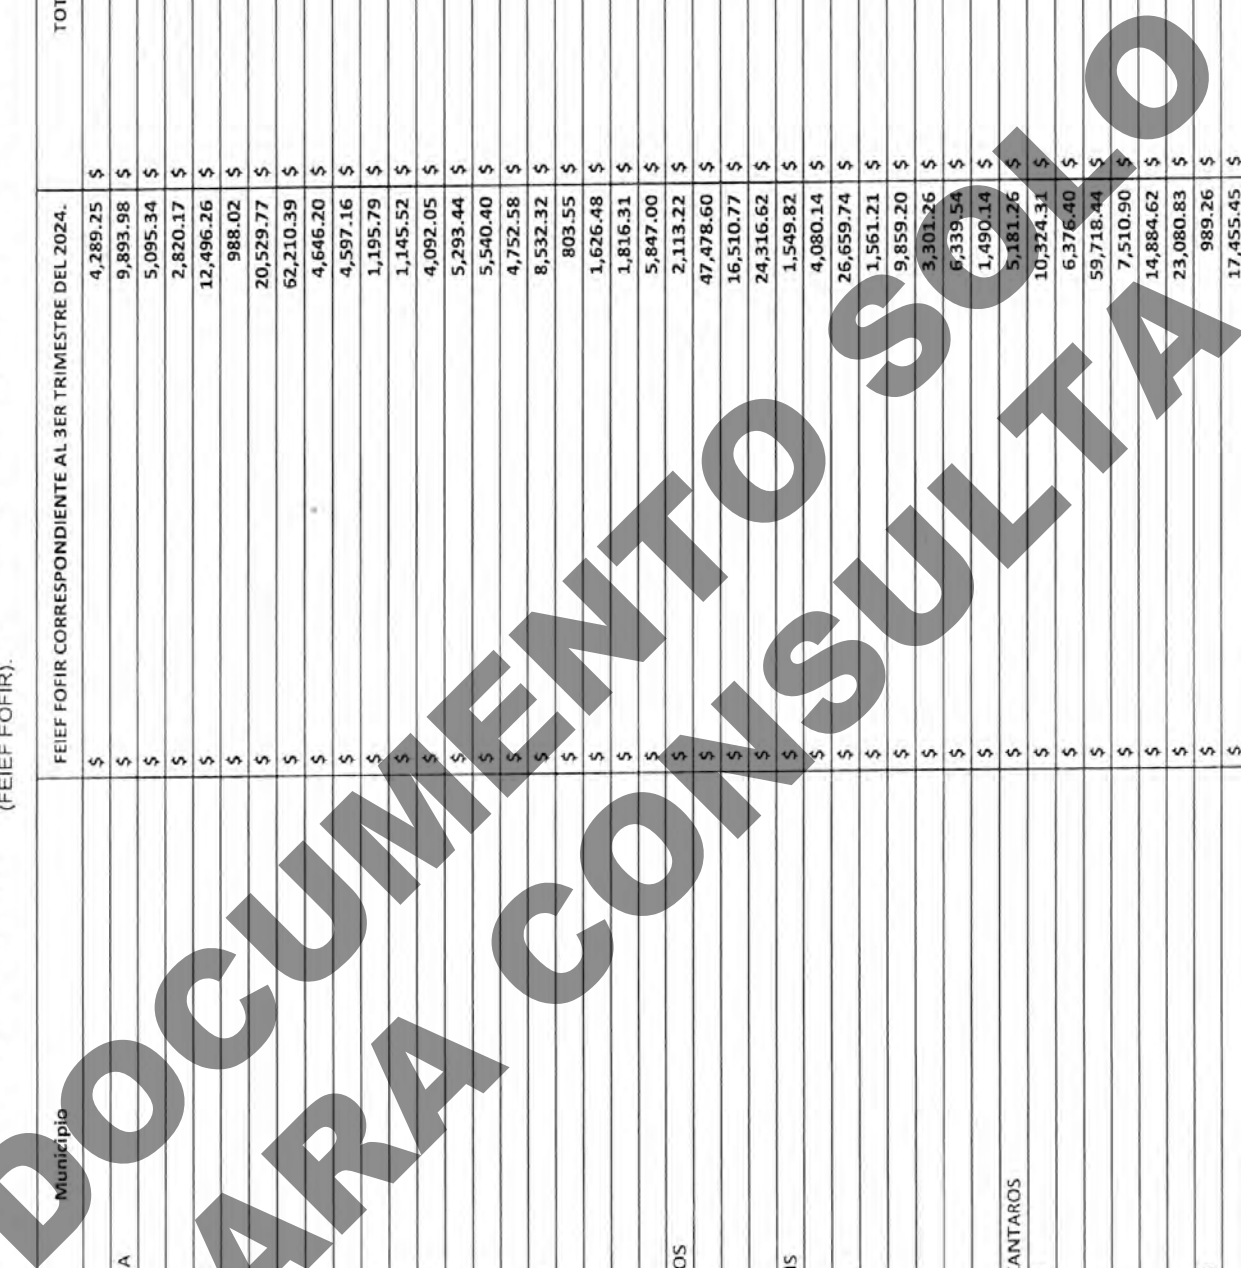 (FEIEF FOFIR).
Municipio FEIEF FOFIR CORRESPONDIENTE AL 3ER TRIMESTRE DEL 2024. TOT
$ 4,289.25 $
A $ 9,893.98 $
$ 5,095.34 $
$ 2,820.17 $
$ 12,496.26 $
$ 988.02 $
$ 20,529.77 $
$ 62,210.39 $
$ 4,646.20 $
$ 4,597.16 $
$ 1,195.79 $
$ 1,145.52 $
$ 4,092.05 $
$ 5,293.44 $
$ 5,540.40 $
$ 4,752.58 $
$ 8,532.32 $
$ 803.55 $
$ 1,626.48 $
$ 1,816.31 $
$ 5,847.00 $
OS $ 2,113.22 $
$ 47,478.60 $
$ 16,510.77 $
$ 24,316.62 $
IS $ 1,549.82 $
$ 4,080.14 $
$ 26,659.74 $
$ 1,561.21 $
$ 9,859.20 $
$ 3,301.26 $
$ 6,339.54 $
$ 1,490.14 $
ANTAROS $ 5,181.26 $
$ 10,324.31 $
$ 6,376.40 $
$ 59,718.44 $
$ 7,510.90 $
$ 14,884.62 $
$ 23,080.83 $
$ 989.26 $
$ 17,455.45 $
DOCUMENTO SOLO
ARA CONSULTA